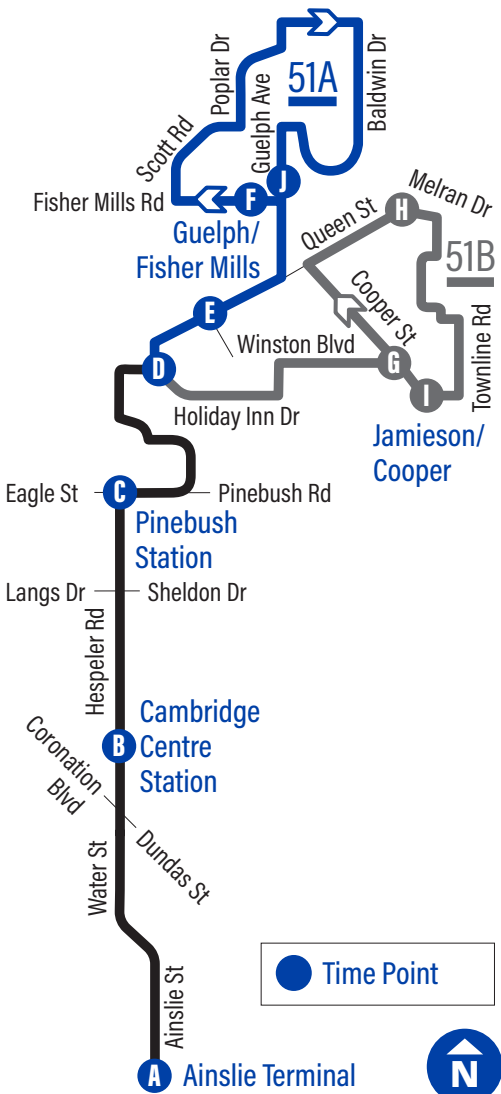 Poplar Dr
51A
Baldwin Dr
Guelph Ave
Scott Rd
J
Fisher Mills Rd
F
Guelph/
Fisher Mills
Queen St
H
Melran Dr
51B
Cooper St
E
Winston Blvd
Townline Rd
D
G
I
Holiday Inn Dr
Jamieson/
Cooper
Eagle St
C
Pinebush Rd
Pinebush
Station
Langs Dr
Sheldon Dr
Hespeler Rd
B
Cambridge
Centre
Station
Coronation
Blvd
Dundas St
Water St
Time Point
Ainslie St
A
Ainslie Terminal
N